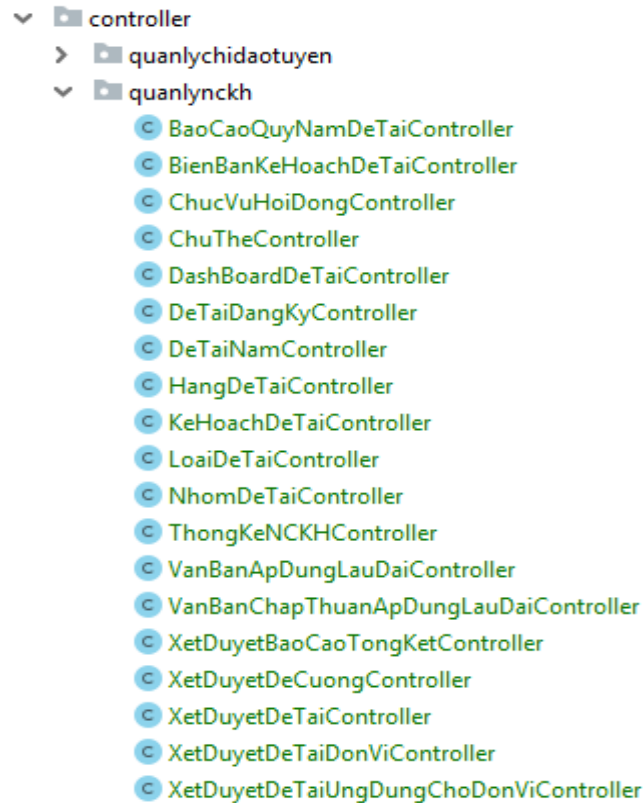 controller
quanlychidaotuyen
quanlynckh
BaoCaoQuyNamDeTaiController
BienBanKeHoachDeTaiController
ChucVuHoiDongController
ChuTheController
DashBoardDeTaiController
DeTaiDangKyController
DeTaiNamController
HangDeTaiController
KeHoachDeTaiController
LoaiDeTaiController
NhomDeTaiController
ThongKeNCKHController
VanBanApDungLauDaiController
VanBanChapThuanApDungLauDaiController
XetDuyetBaoCaoTongKetController
XetDuyetDeCuongController
XetDuyetDeTaiController
XetDuyetDeTaiDonViController
XetDuyetDeTaiUngDungChoDonViController